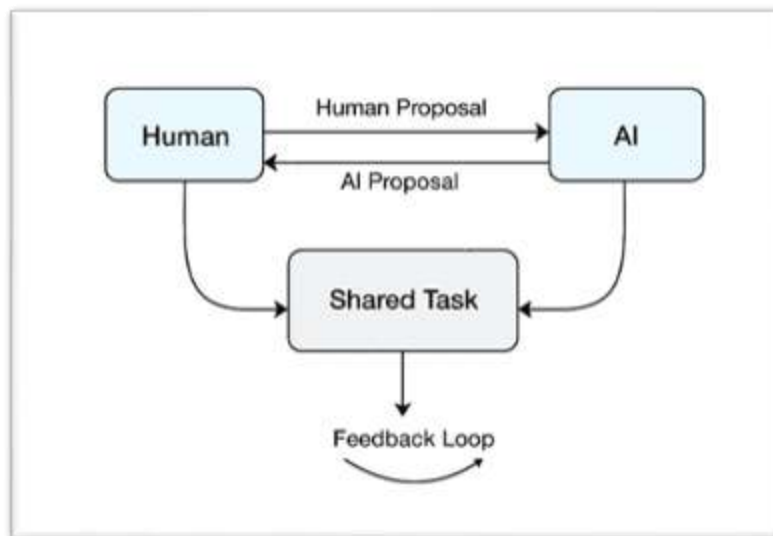 Human Proposal
Human
AI
AI Proposal
Shared Task
Feedback Loop